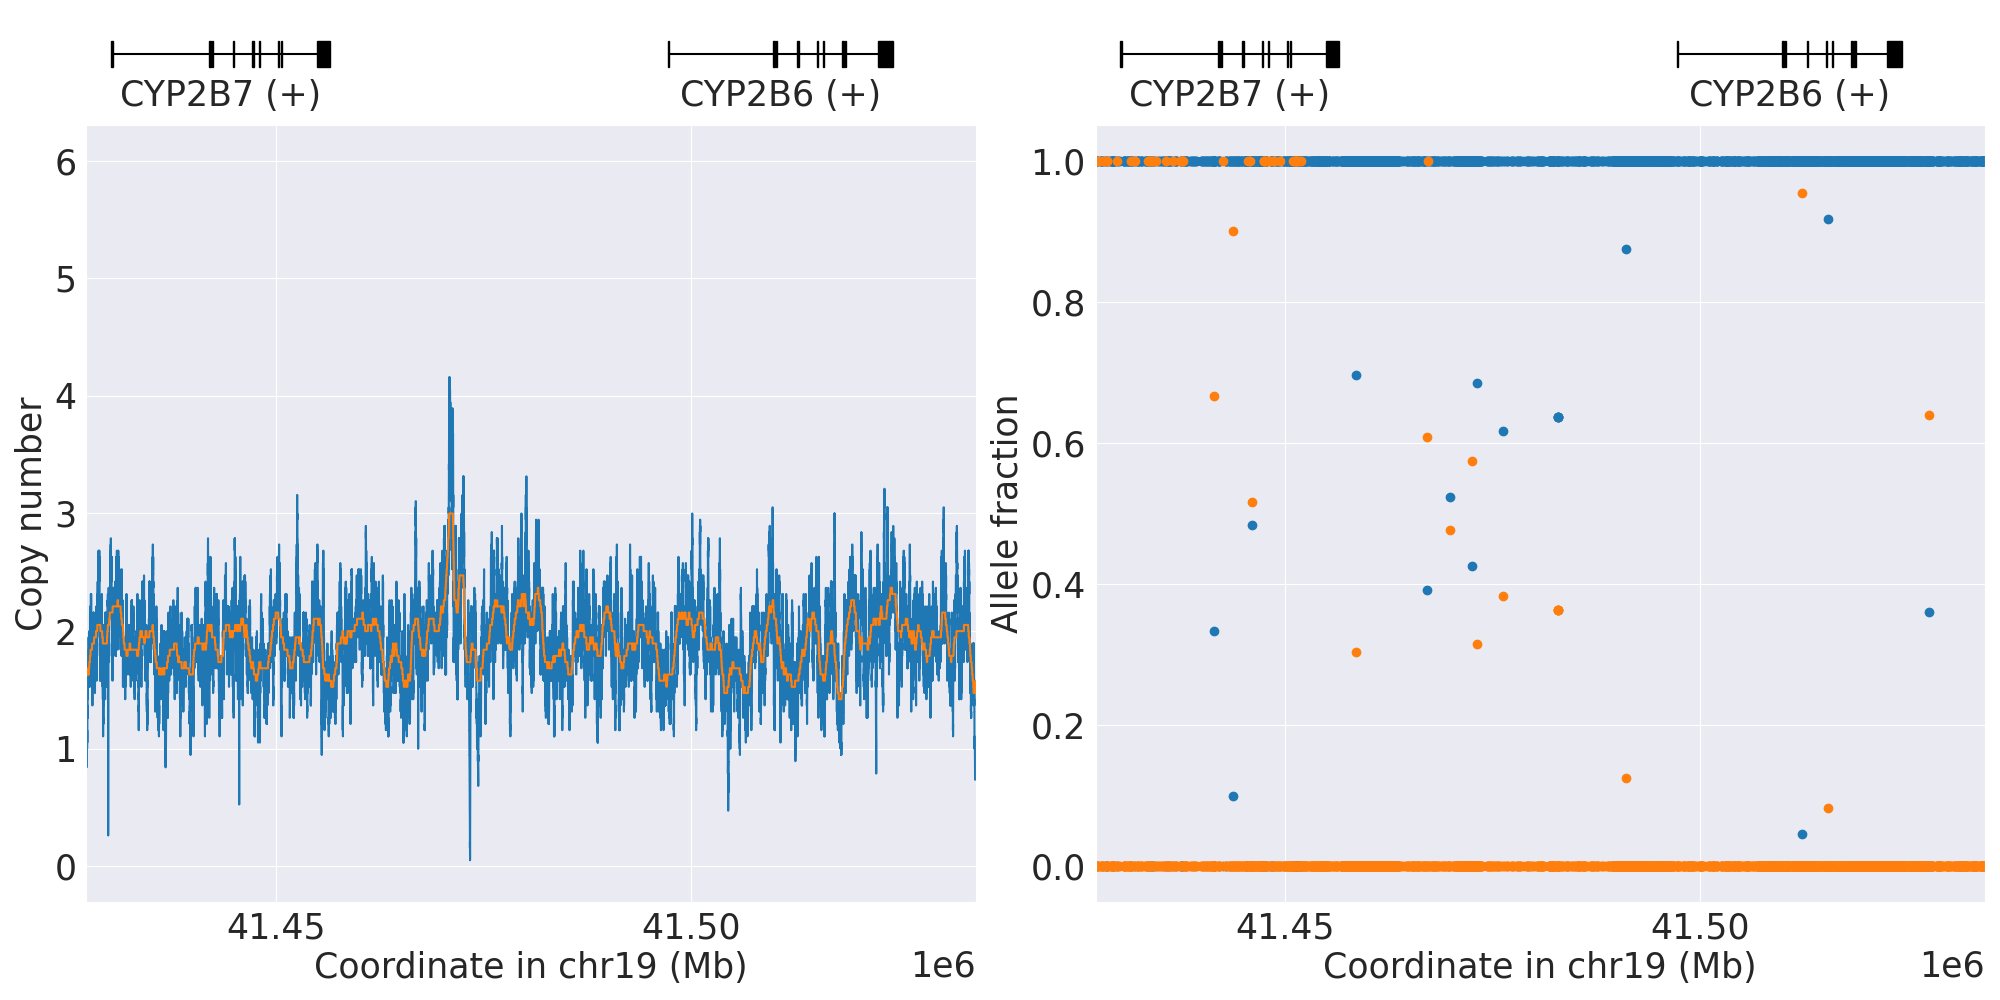 CYP2B7 (+)
CYP2B6 (+)
CYP2B7 (+)
CYP2B6 (+)
6
5
4
3
2
1
0
Copy number
41.45
41.50
Coordinate in chr19 (Mb)
1e6
1.0
0.8
0.6
0.4
0.2
0.0
Allele fraction
41.45
41.50
Coordinate in chr19 (Mb)
1e6